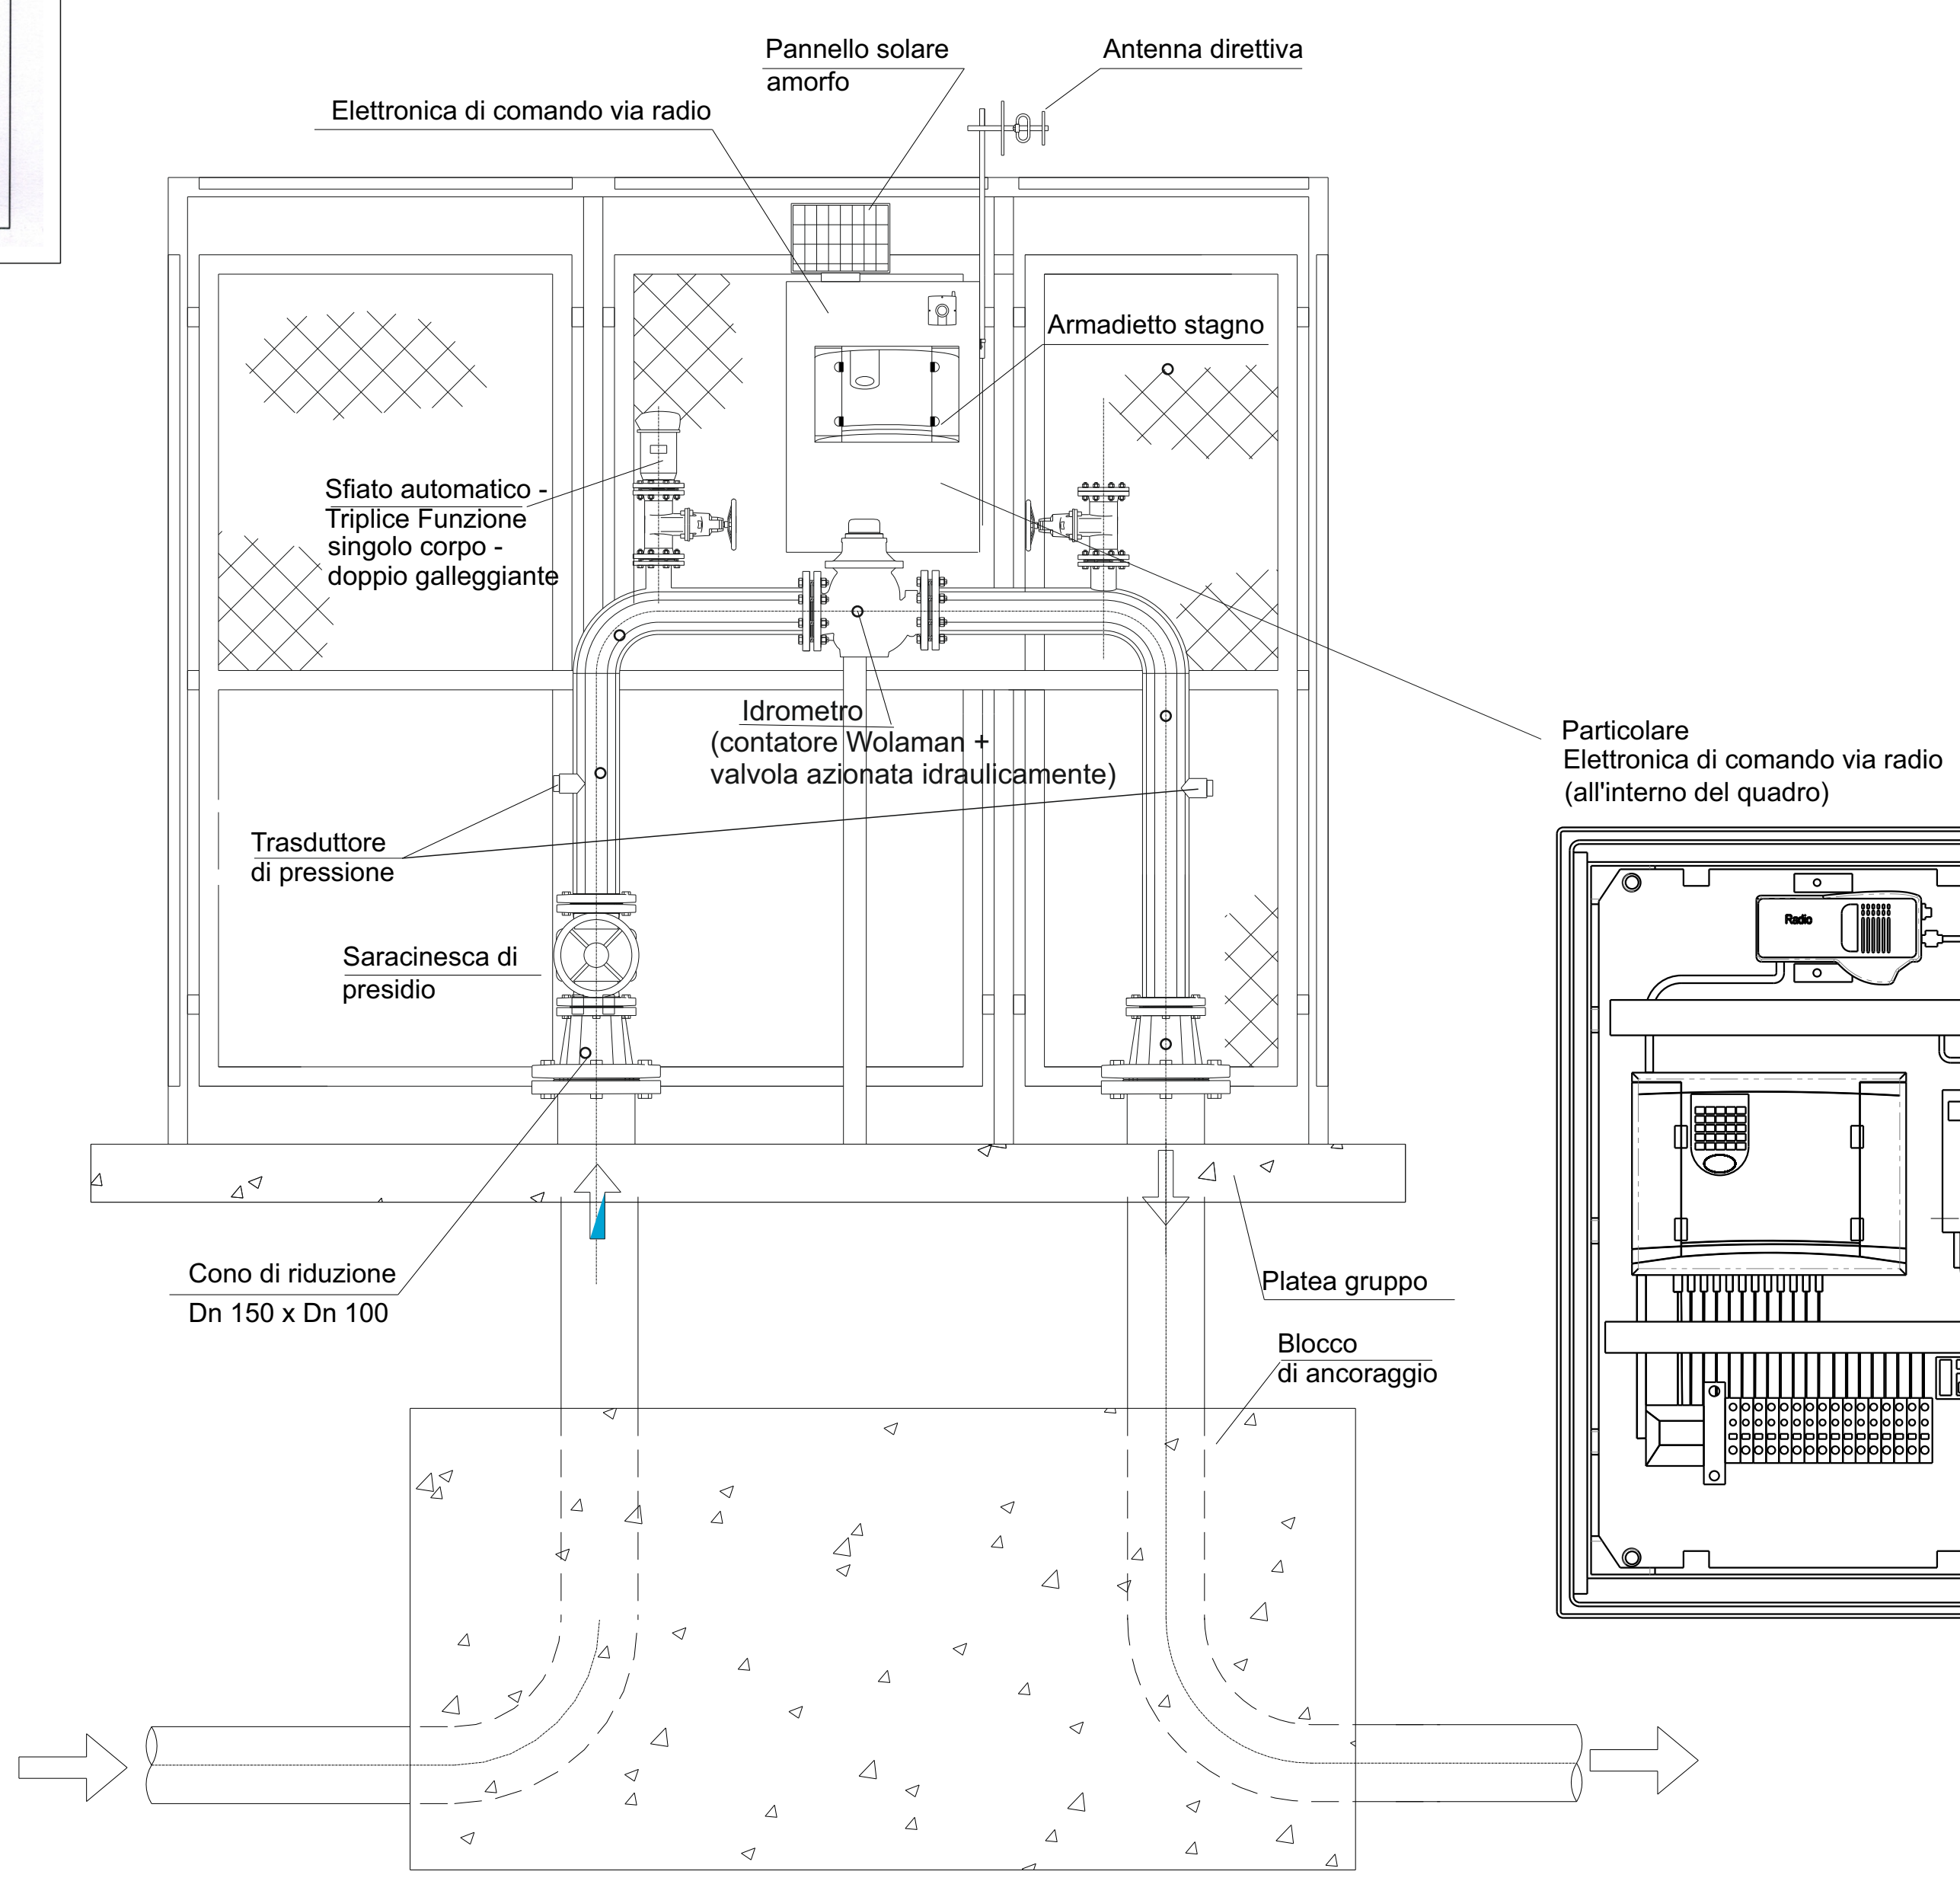 Pannello solare
amorfo
Antenna direttiva
Elettronica di comando via radio
Armadietto stagno
Sfiato automatico -
Triplice Funzione
singolo corpo -
doppio galleggiante
Idrometro
(contatore Wolaman +
valvola azionata idraulicamente)
Particolare
Elettronica di comando via radio
(all'interno del quadro)
Trasduttore
di pressione
Radio
Saracinesca di
presidio
Cono di riduzione
Dn 150 x Dn 100
Platea gruppo
Blocco
di ancoraggio